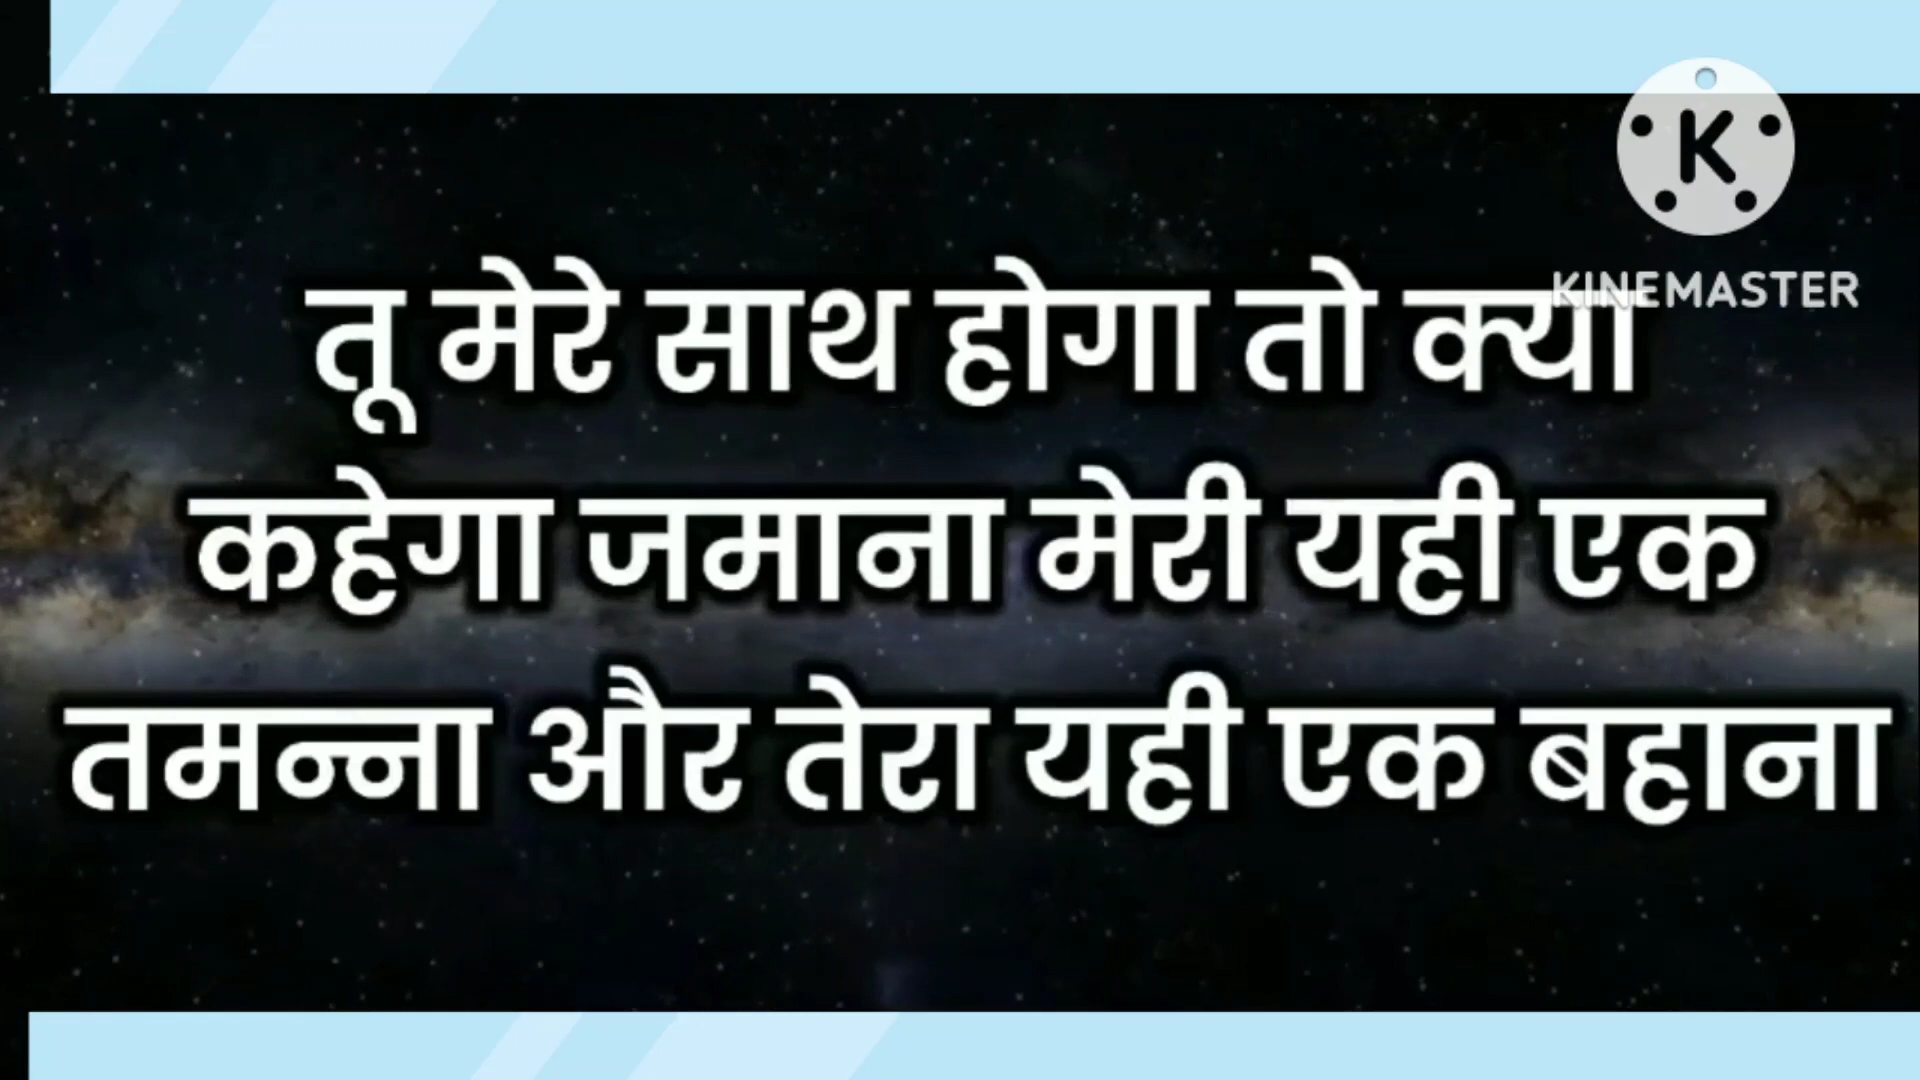 KINEMASTER
तू मेरे साथ होगा तो क्या
कहेगा जमाना मेरी यही एक
तमन्ना और तेरा यही एक बहाना